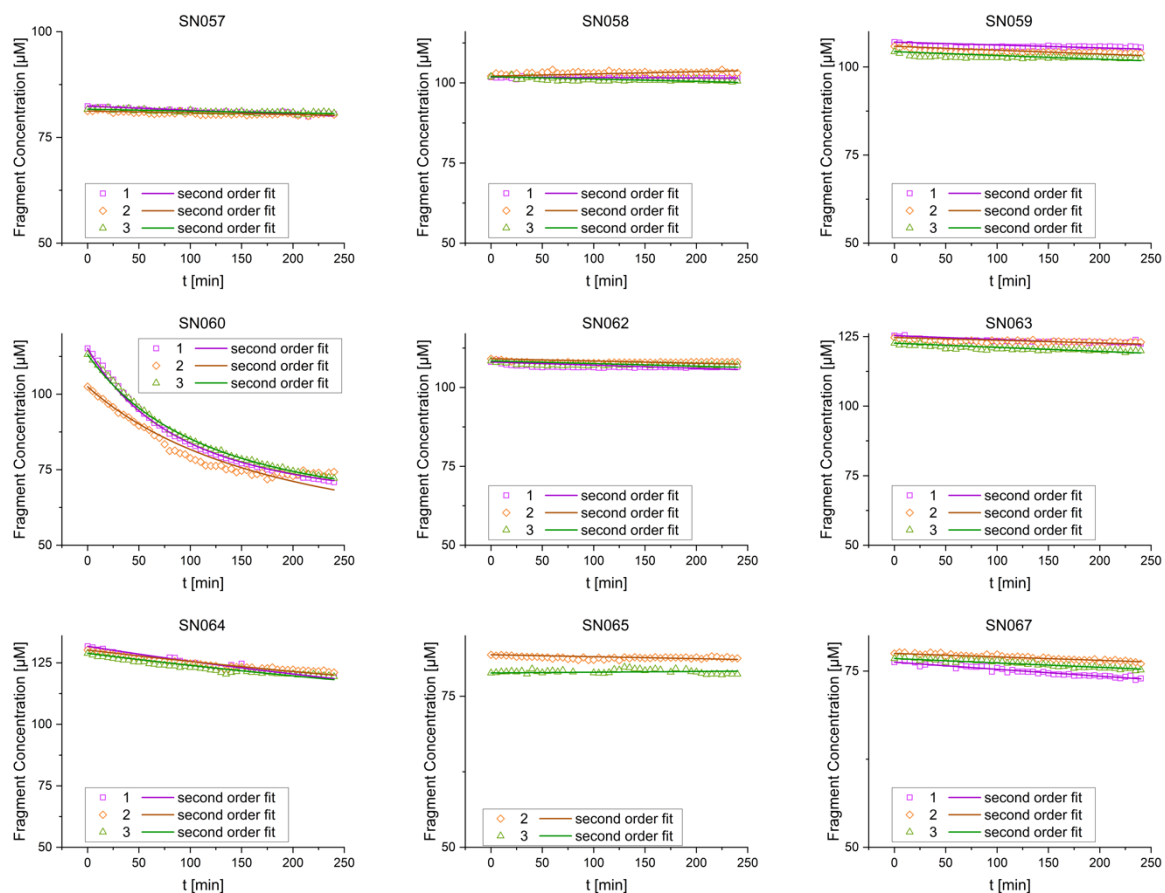 SN057
Fragment Concentration [µM]
100
75
50
1 second order fit
2 second order fit
3 second order fit
0 50 100 150 200 250
t [min]
SN058
Fragment Concentration [µM]
100
75
50
1 second order fit
2 second order fit
3 second order fit
0 50 100 150 200 250
t [min]
SN059
Fragment Concentration [µM]
100
75
50
1 second order fit
2 second order fit
3 second order fit
0 50 100 150 200 250
t [min]
SN060
Fragment Concentration [µM]
100
75
50
1 second order fit
2 second order fit
3 second order fit
0 50 100 150 200 250
t [min]
SN062
Fragment Concentration [µM]
100
75
50
1 second order fit
2 second order fit
3 second order fit
0 50 100 150 200 250
t [min]
SN063
Fragment Concentration [µM]
125
100
75
50
1 second order fit
2 second order fit
3 second order fit
0 50 100 150 200 250
t [min]
SN064
Fragment Concentration [µM]
125
100
75
50
1 second order fit
2 second order fit
3 second order fit
0 50 100 150 200 250
t [min]
SN065
Fragment Concentration [µM]
75
50
2 second order fit
3 second order fit
0 50 100 150 200 250
t [min]
SN067
Fragment Concentration [µM]
75
50
1 second order fit
2 second order fit
3 second order fit
0 50 100 150 200 250
t [min]